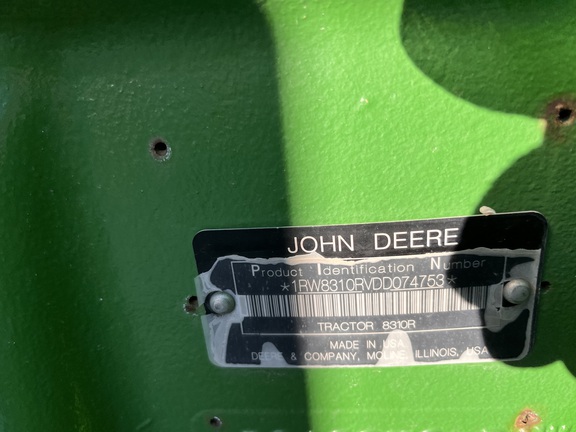 JOHN DEERE
Product Identification Number
*1RW8310RVDD074753*
TRACTOR 8310R
MADE IN USA
DEERE & COMPANY, MOLINE, ILLINOIS, USA